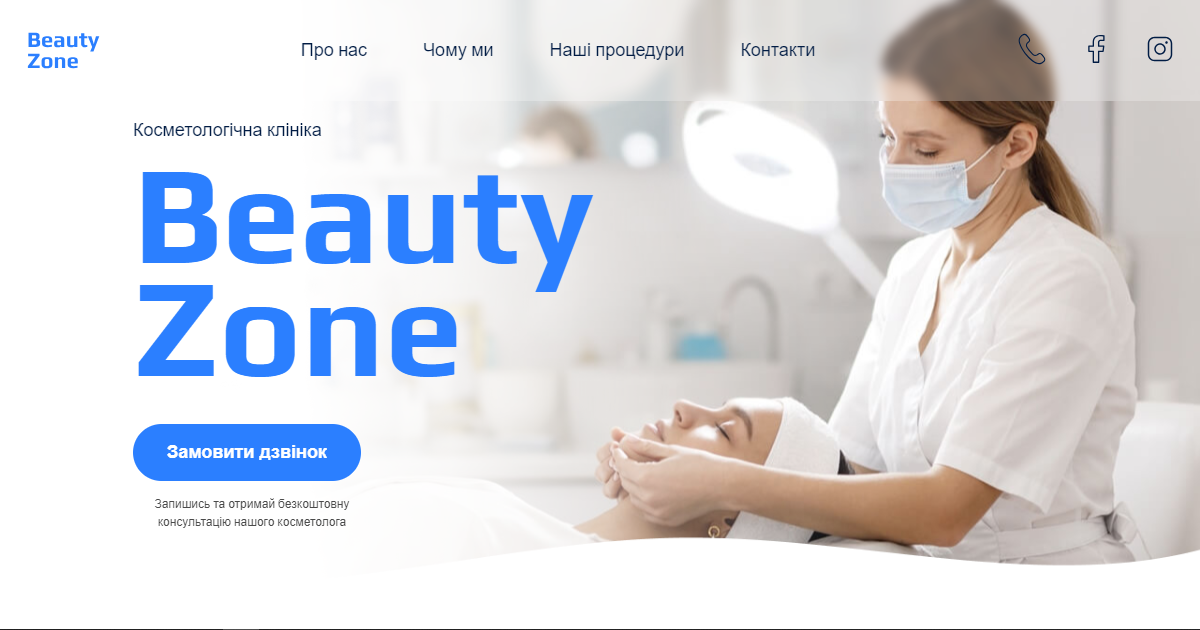 Beauty
Zone
Про нас
Чому ми
Наші процедури
Контакти
Косметологічна клініка
Beauty
Zone
Замовити дзвінок
Запишись та отримай безкоштовну
консультацію нашого косметолога